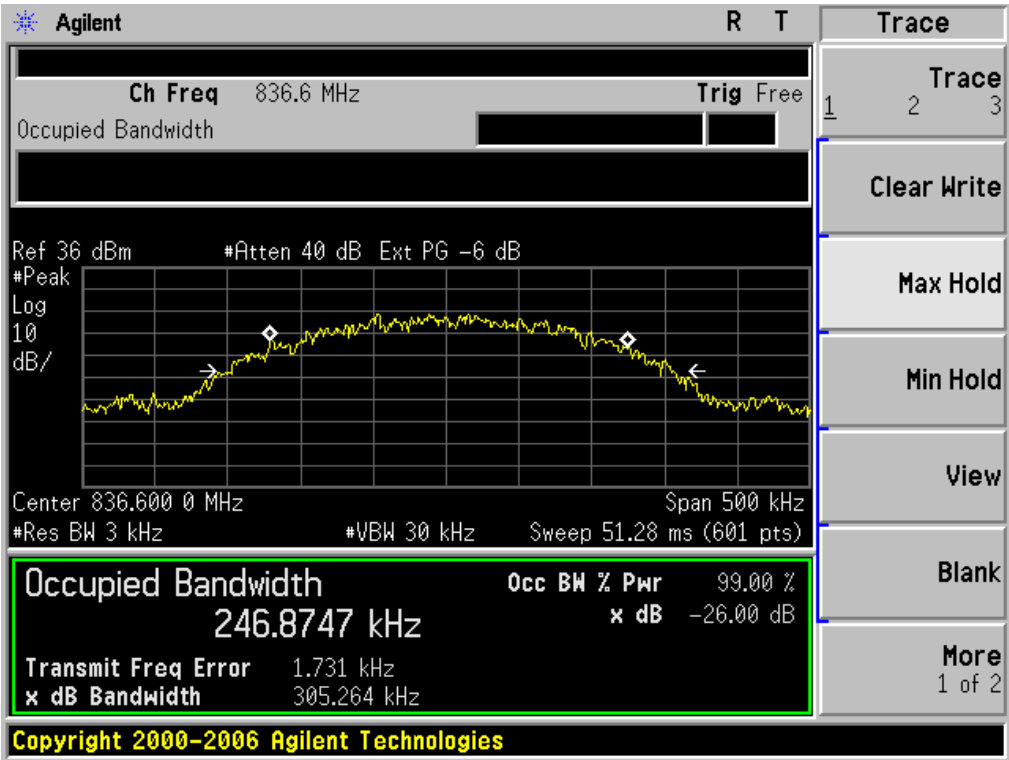 Agilent R T Trace
Ch Freq 836.6 MHz Trig Free
Occupied Bandwidth
Trace
1 2 3
Clear Write
Max Hold
Min Hold
View
Blank
More
1 of 2
Ref 36 dBm #Atten 40 dB Ext PG -6 dB
#Peak
Log
10
dB/
Center 836.600 0 MHz Span 500 kHz
#Res BW 3 kHz #VBW 30 kHz Sweep 51.28 ms (601 pts)
Occupied Bandwidth Occ BW % Pwr 99.00 %
246.8747 kHz x dB -26.00 dB
Transmit Freq Error 1.731 kHz
x dB Bandwidth 305.264 kHz
Copyright 2000-2006 Agilent Technologies